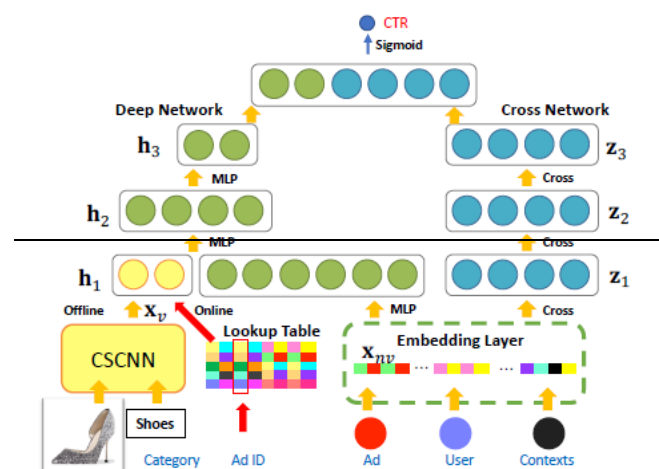 CTR
Sigmoid
Deep Network
Cross Network
h3
z3
MLP
Cross
h2
z2
MLP
Cross
h1
z1
Offline
xv
Online
MLP
Cross
Lookup Table
Embedding Layer
CSCNN
xnv
... ...
Shoes
Category
Ad ID
Ad
User
Contexts